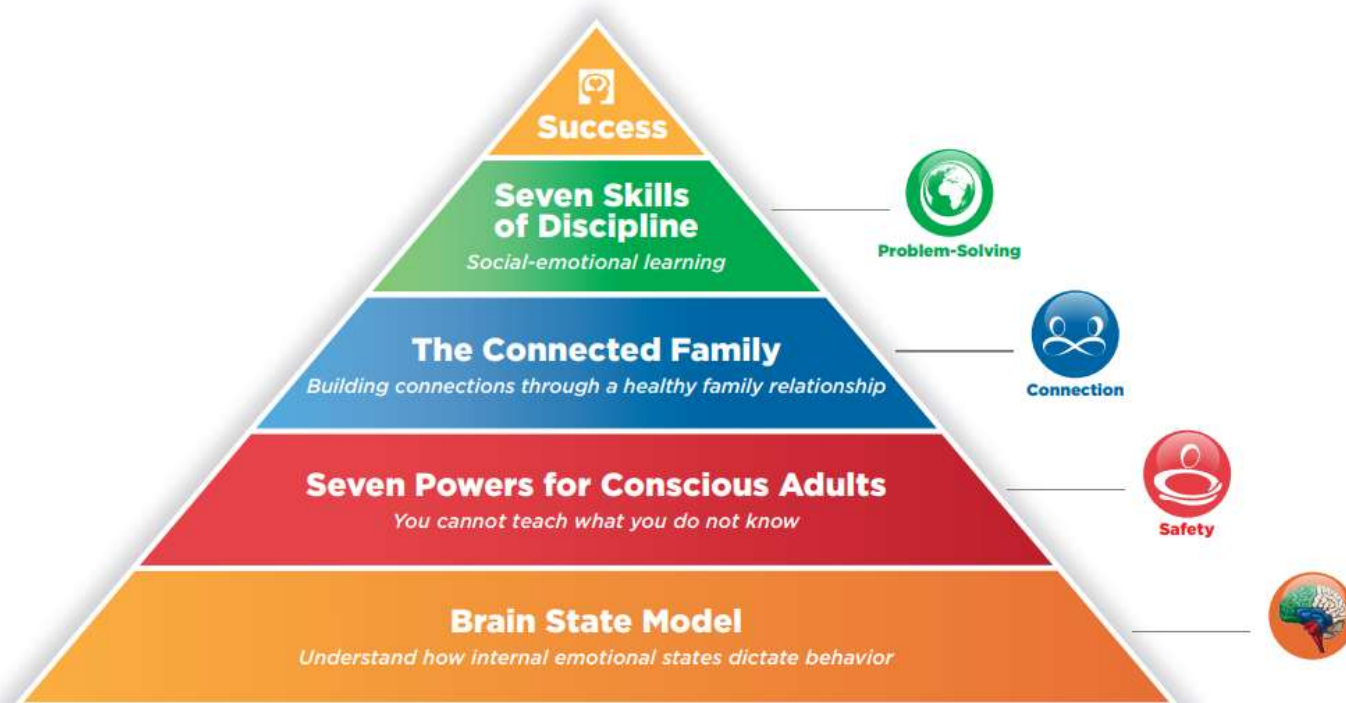 Success
Seven Skills
of Discipline
Social-emotional learning
Problem-Solving
The Connected Family
Building connections through a healthy family relationship
Connection
Seven Powers for Conscious Adults
You cannot teach what you do not know
Safety
Brain State Model
Understand how internal emotional states dictate behavior